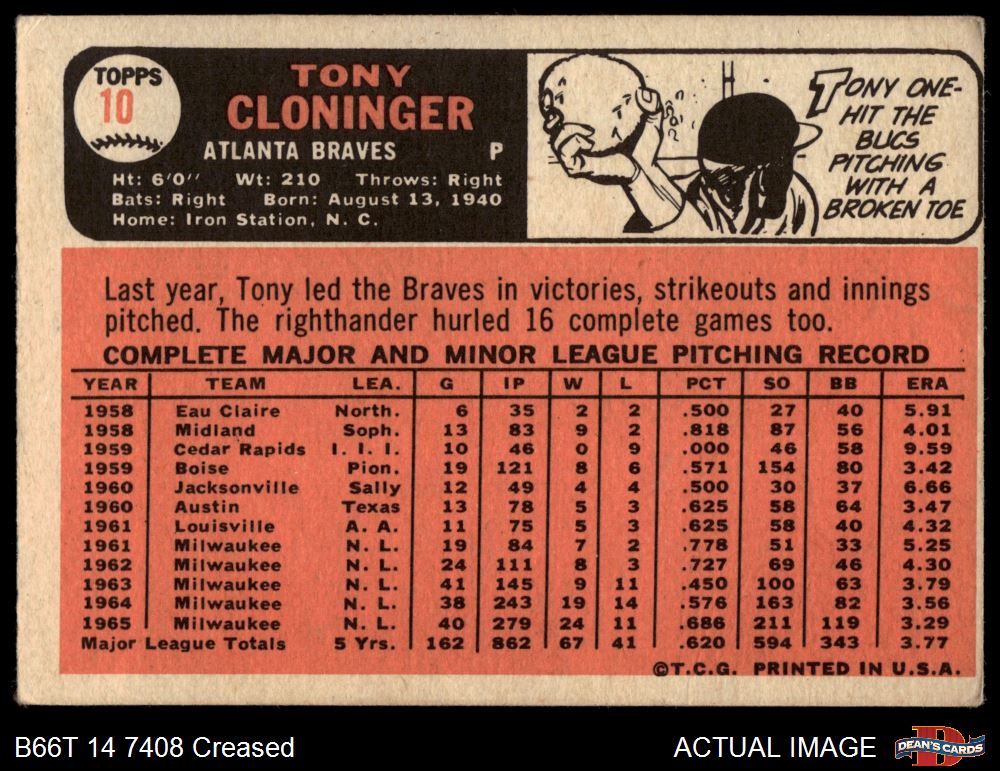 TOPPS
10
TONY
CLONINGER
ATLANTA BRAVES P
Ht: 6'0" Wt: 210 Throws: Right
Bats: Right Born: August 13, 1940
Home: Iron Station, N. C.
TONY ONE-
HIT THE
BUCS
PITCHING
WITH A
BROKEN TOE
Last year, Tony led the Braves in victories, strikeouts and innings
pitched. The righthander hurled 16 complete games too.
COMPLETE MAJOR AND MINOR LEAGUE PITCHING RECORD
YEAR TEAM LEA. G IP W L PCT SO BB ERA
1958 Eau Claire North. 6 35 2 2 .500 27 40 5.91
1958 Midland Soph. 13 83 9 2 .818 87 56 4.01
1959 Cedar Rapids I. I. I. 10 46 0 9 .000 46 58 9.59
1959 Boise Pion. 19 121 8 6 .571 154 80 3.42
1960 Jacksonville Sally 12 49 4 4 .500 30 37 6.66
1960 Austin Texas 13 78 5 3 .625 58 64 3.47
1961 Louisville A. A. 11 75 5 3 .625 58 40 4.32
1961 Milwaukee N. L. 19 84 7 2 .778 51 33 5.25
1962 Milwaukee N. L. 24 111 8 3 .727 69 46 4.30
1963 Milwaukee N. L. 41 145 9 11 .450 100 63 3.79
1964 Milwaukee N. L. 38 243 19 14 .576 163 82 3.56
1965 Milwaukee N. L. 40 279 24 11 .686 211 119 3.29
Major League Totals 5 Yrs. 162 862 67 41 .620 594 343 3.77
©T.C.G. PRINTED IN U.S.A.
B66T 14 7408 Creased
ACTUAL IMAGE
DEAN'S CARDS